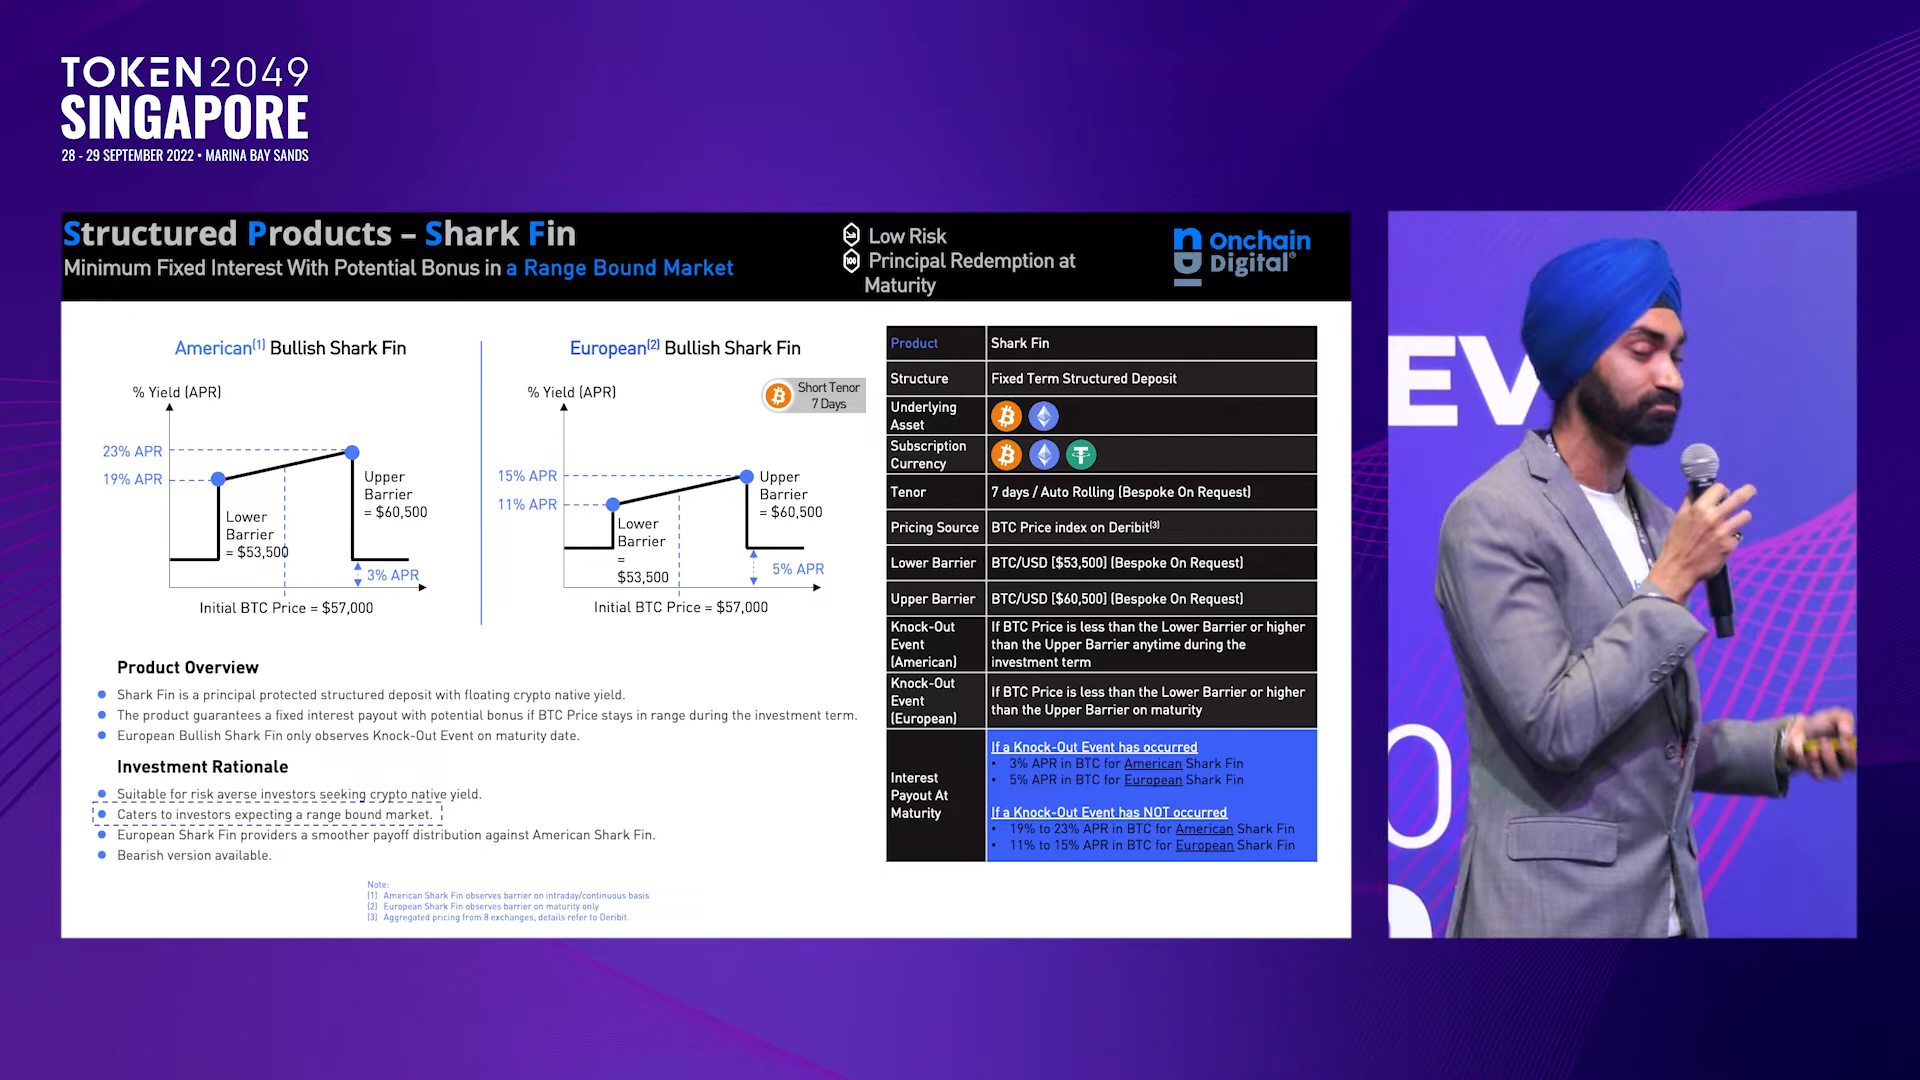 TOKEN2049
SINGAPORE
28 - 29 SEPTEMBER 2022 • MARINA BAY SANDS
Structured Products – Shark Fin
Minimum Fixed Interest With Potential Bonus in a Range Bound Market
Low Risk
100 Principal Redemption at
Maturity
Onchain
Digital®
American(1) Bullish Shark Fin
% Yield (APR)
23% APR
19% APR
Upper
Barrier
= $60,500
Lower
Barrier
= $53,500
3% APR
Initial BTC Price = $57,000
European(2) Bullish Shark Fin
% Yield (APR)
Short Tenor
7 Days
15% APR
11% APR
Upper
Barrier
= $60,500
Lower
Barrier
=
$53,500
5% APR
Initial BTC Price = $57,000
Product Overview
Shark Fin is a principal protected structured deposit with floating crypto native yield.
The product guarantees a fixed interest payout with potential bonus if BTC Price stays in range during the investment term.
European Bullish Shark Fin only observes Knock-Out Event on maturity date.
Investment Rationale
Suitable for risk averse investors seeking crypto native yield.
Caters to investors expecting a range bound market.
European Shark Fin providers a smoother payoff distribution against American Shark Fin.
Bearish version available.
Note:
(1) American Shark Fin observes barrier on intraday/continuous basis
(2) European Shark Fin observes barrier on maturity only
(3) Aggregated pricing from 8 exchanges, details refer to Deribit.
Product Shark Fin
Structure Fixed Term Structured Deposit
Underlying
Asset
Subscription
Currency
Tenor 7 days / Auto Rolling (Bespoke On Request)
Pricing Source BTC Price index on Deribit(3)
Lower Barrier BTC/USD [$53,500] (Bespoke On Request)
Upper Barrier BTC/USD [$60,500] (Bespoke On Request)
Knock-Out
Event
(American)
If BTC Price is less than the Lower Barrier or higher
than the Upper Barrier anytime during the
investment term
Knock-Out
Event
(European)
If BTC Price is less than the Lower Barrier or higher
than the Upper Barrier on maturity
Interest
Payout At
Maturity
If a Knock-Out Event has occurred
• 3% APR in BTC for American Shark Fin
• 5% APR in BTC for European Shark Fin
If a Knock-Out Event has NOT occurred
• 19% to 23% APR in BTC for American Shark Fin
• 11% to 15% APR in BTC for European Shark Fin